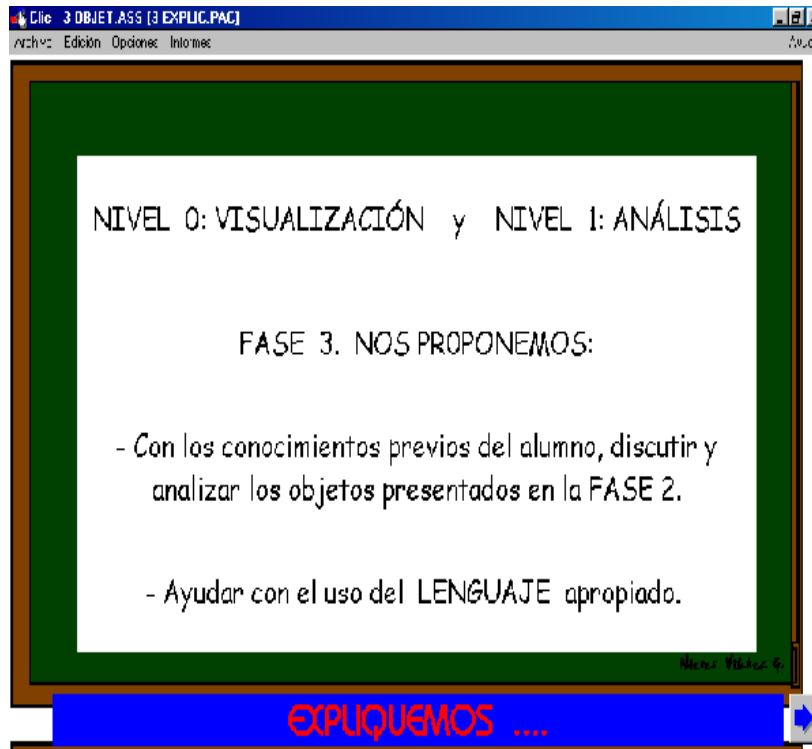 Clic 3 OBJET.ASS [3 EXPLIC.PAC]
Archivo Edición Opciones Informes
NIVEL 0: VISUALIZACIÓN y NIVEL 1: ANÁLISIS
FASE 3. NOS PROPONEMOS:
- Con los conocimientos previos del alumno, discutir y
analizar los objetos presentados en la FASE 2.
- Ayudar con el uso del LENGUAJE apropiado.
EXPLIQUEMOS ....